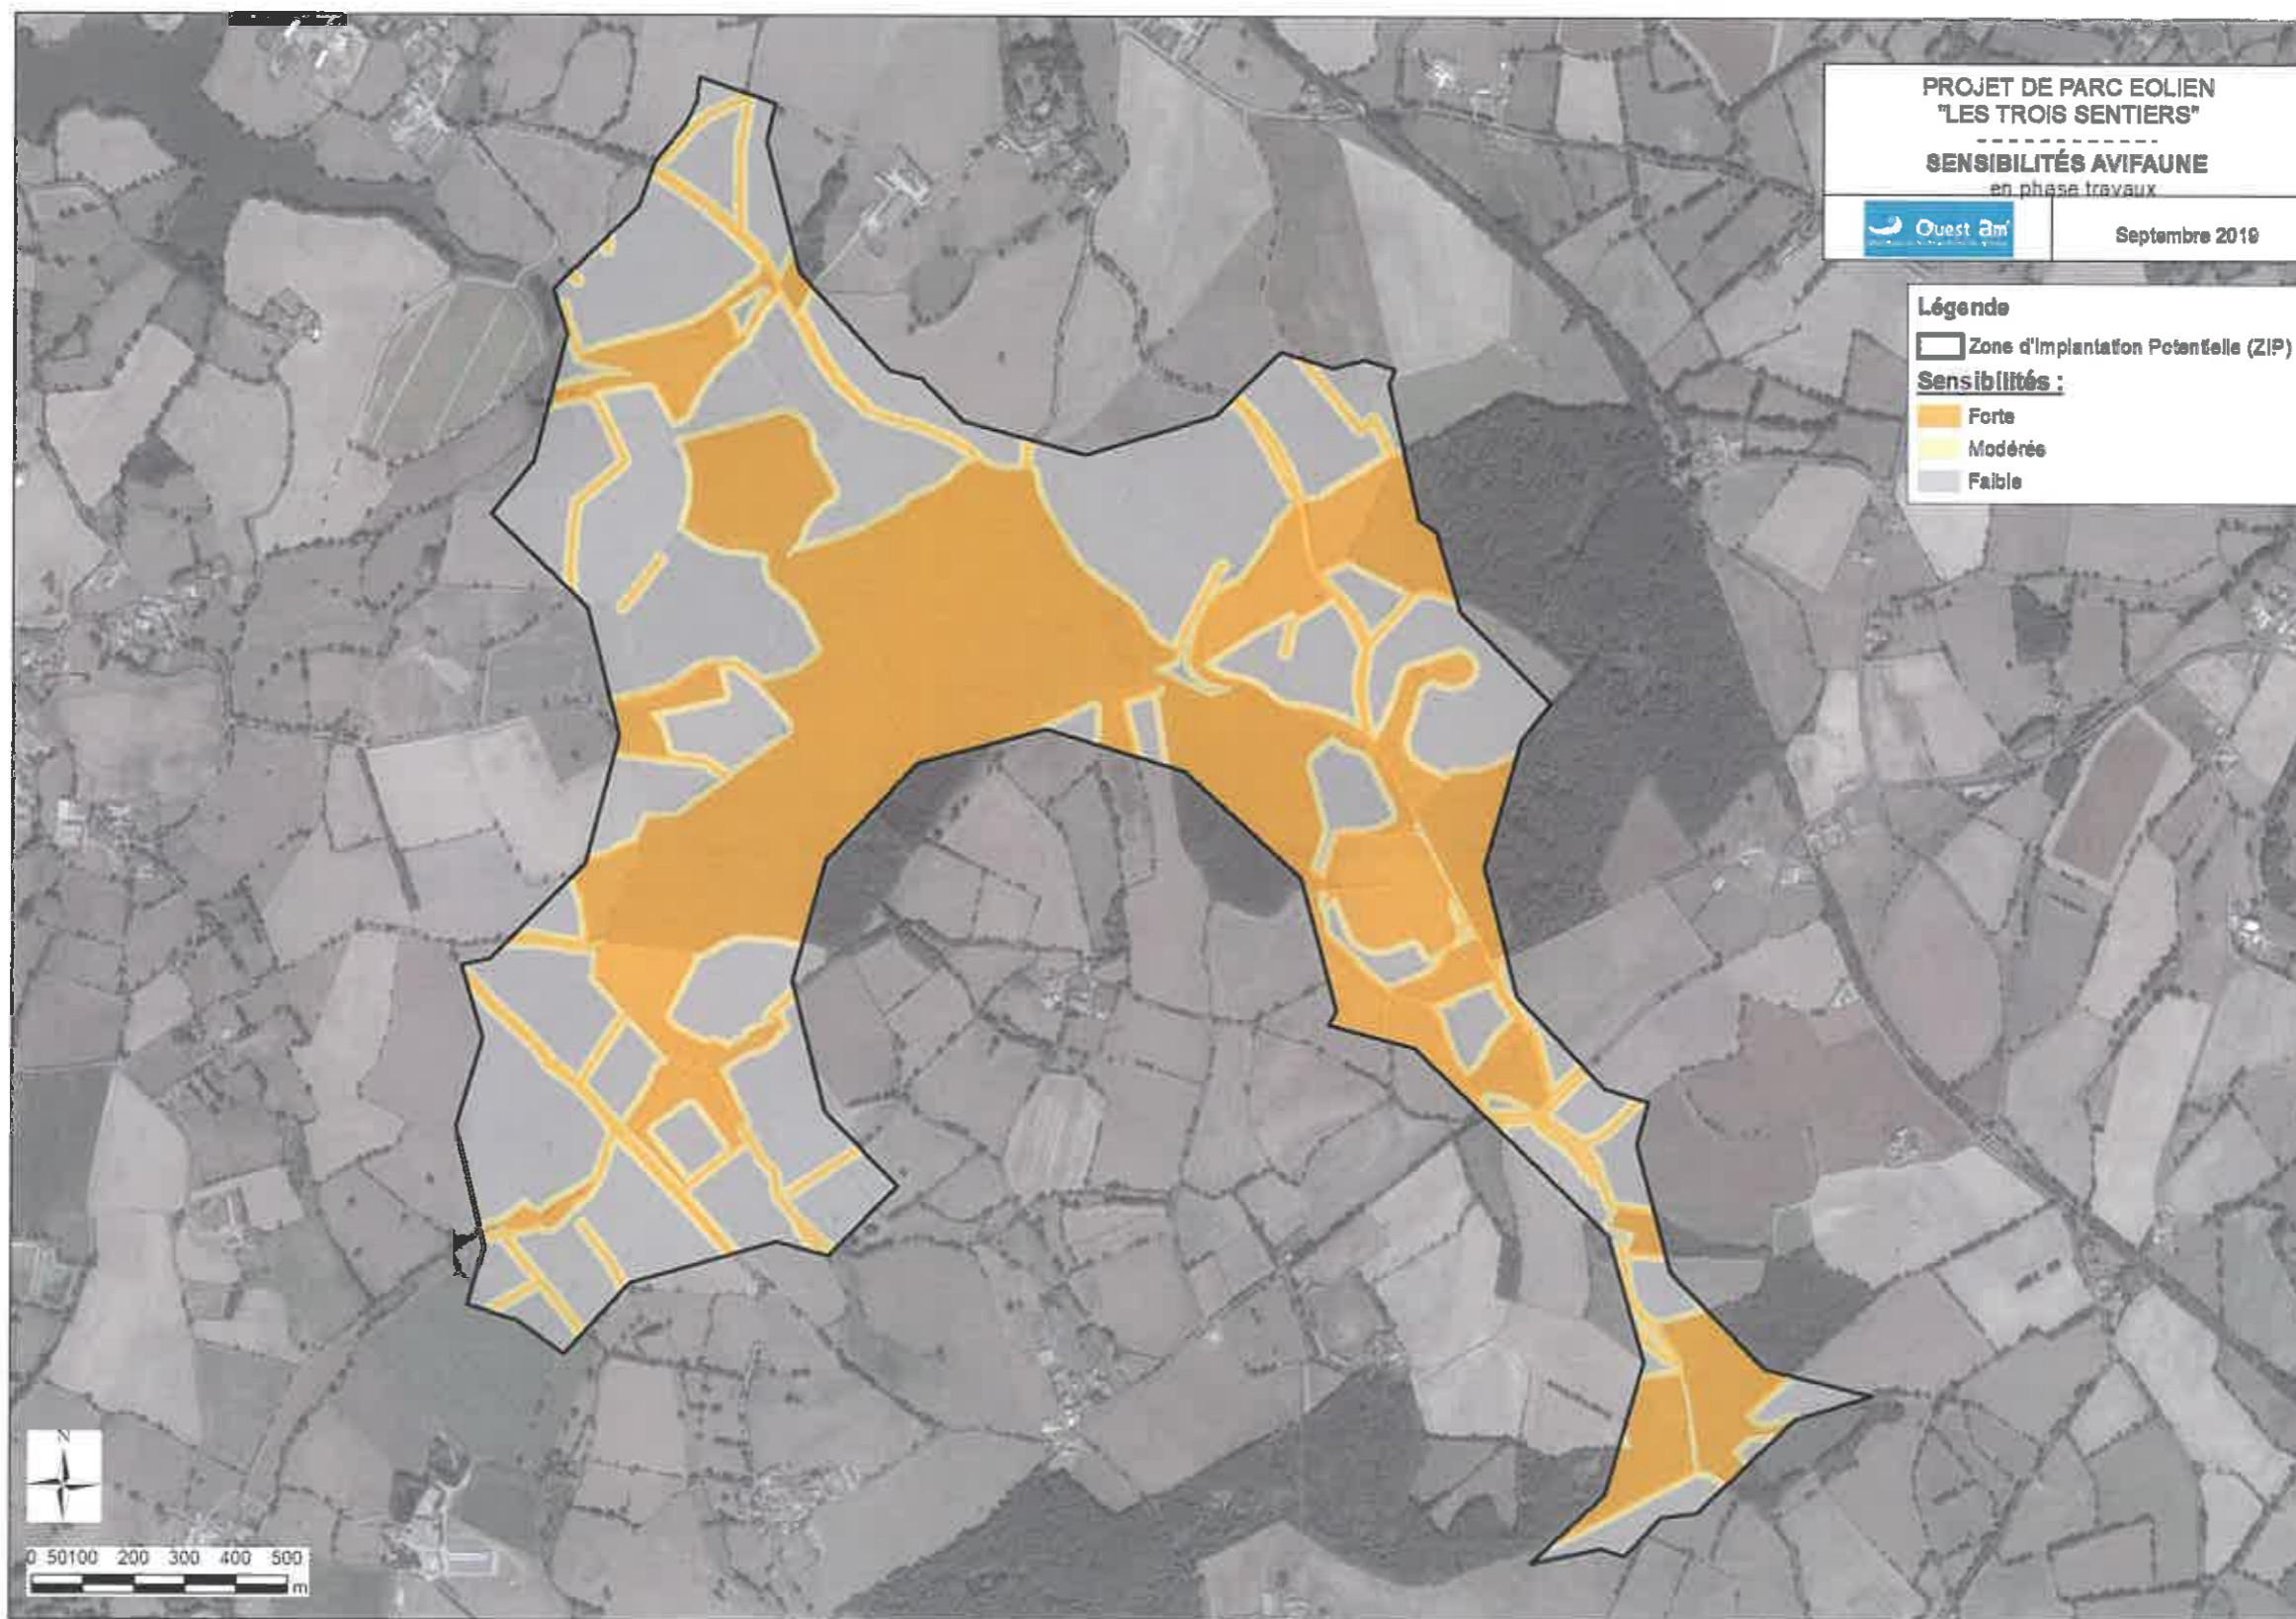 PROJET DE PARC EOLIEN
"LES TROIS SENTIERS"
SENSIBILITÉS AVIFAUNE
en phase travaux
Ouest am'
Septembre 2019
Légende
Zone d'Implantation Potentielle (ZIP)
Sensibilités :
Forte
Modérés
Faible
N
0 50100 200 300 400 500
m